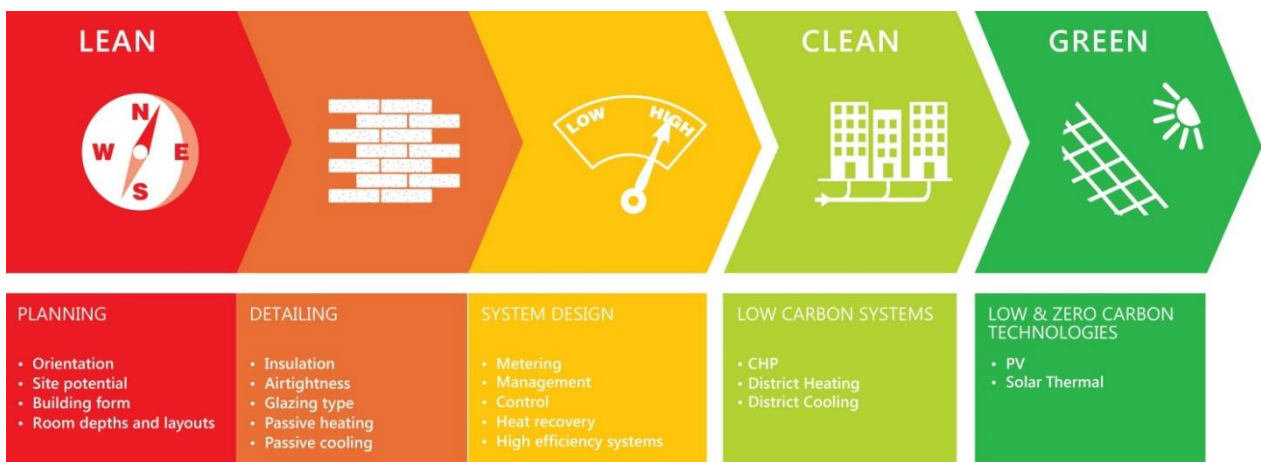 LEAN
CLEAN
GREEN
N
W E
S
LOW HIGH
PLANNING
• Orientation
• Site potential
• Building form
• Room depths and layouts
DETAILING
• Insulation
• Airtightness
• Glazing type
• Passive heating
• Passive cooling
SYSTEM DESIGN
• Metering
• Management
• Control
• Heat recovery
• High efficiency systems
LOW CARBON SYSTEMS
• CHP
• District Heating
• District Cooling
LOW & ZERO CARBON
TECHNOLOGIES
• PV
• Solar Thermal